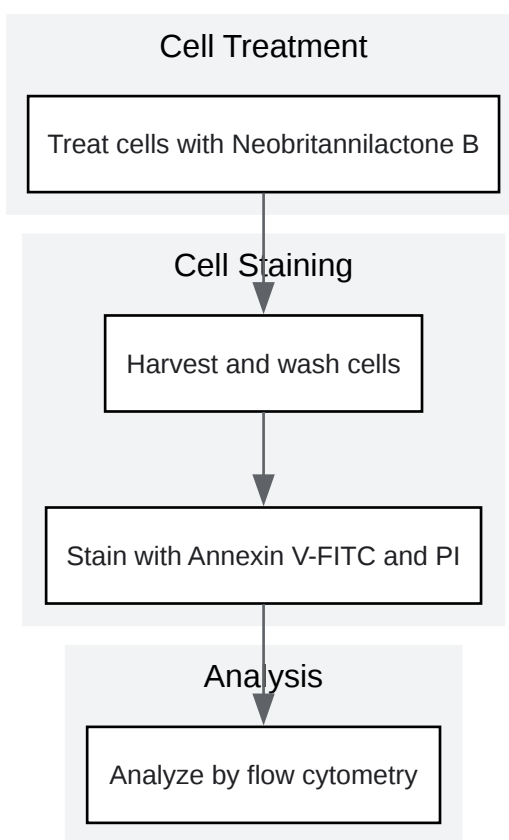 Cell Treatment
Treat cells with Neobritannilactone B
Cell Staining
Harvest and wash cells
Stain with Annexin V-FITC and PI
Analysis
Analyze by flow cytometry